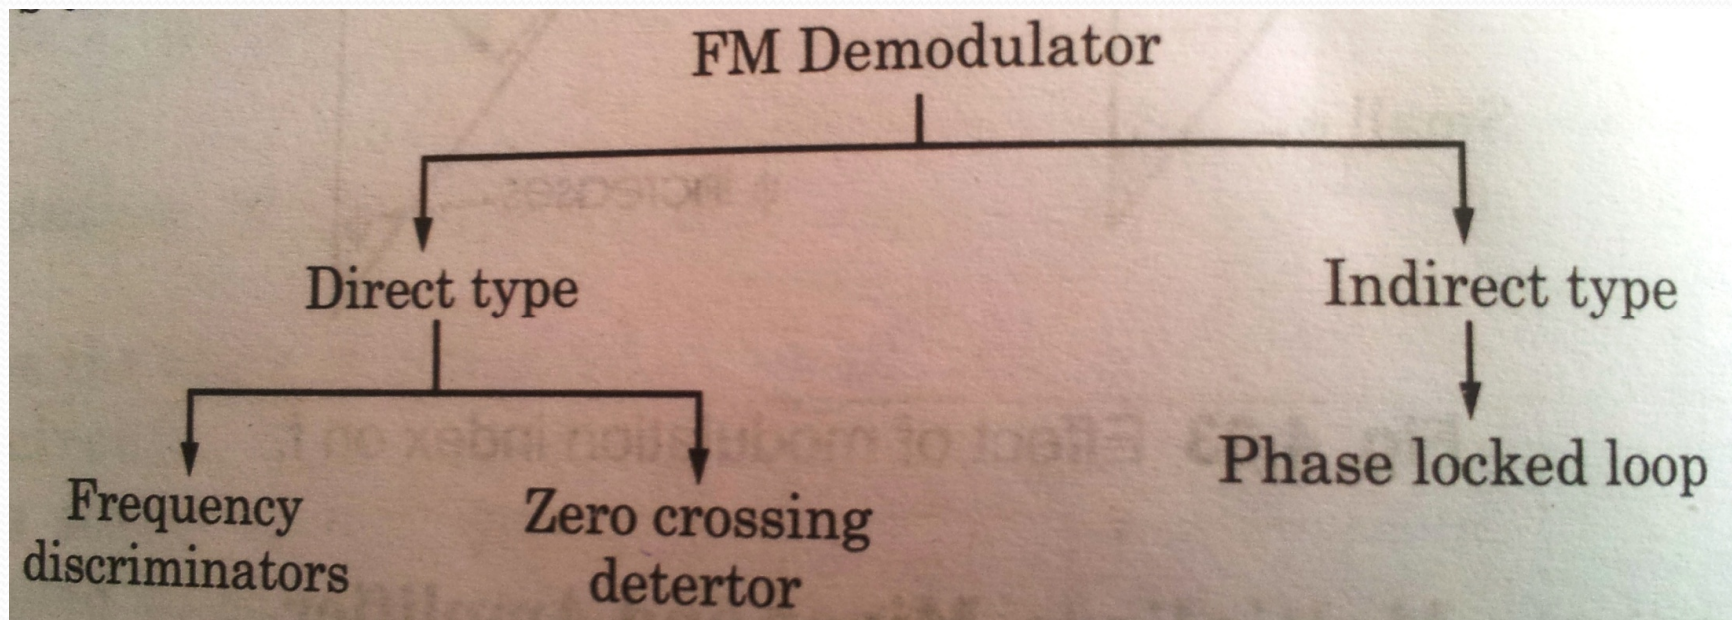 FM Demodulator
Direct type
Indirect type
Frequency
discriminators
Zero crossing
detertor
Phase locked loop